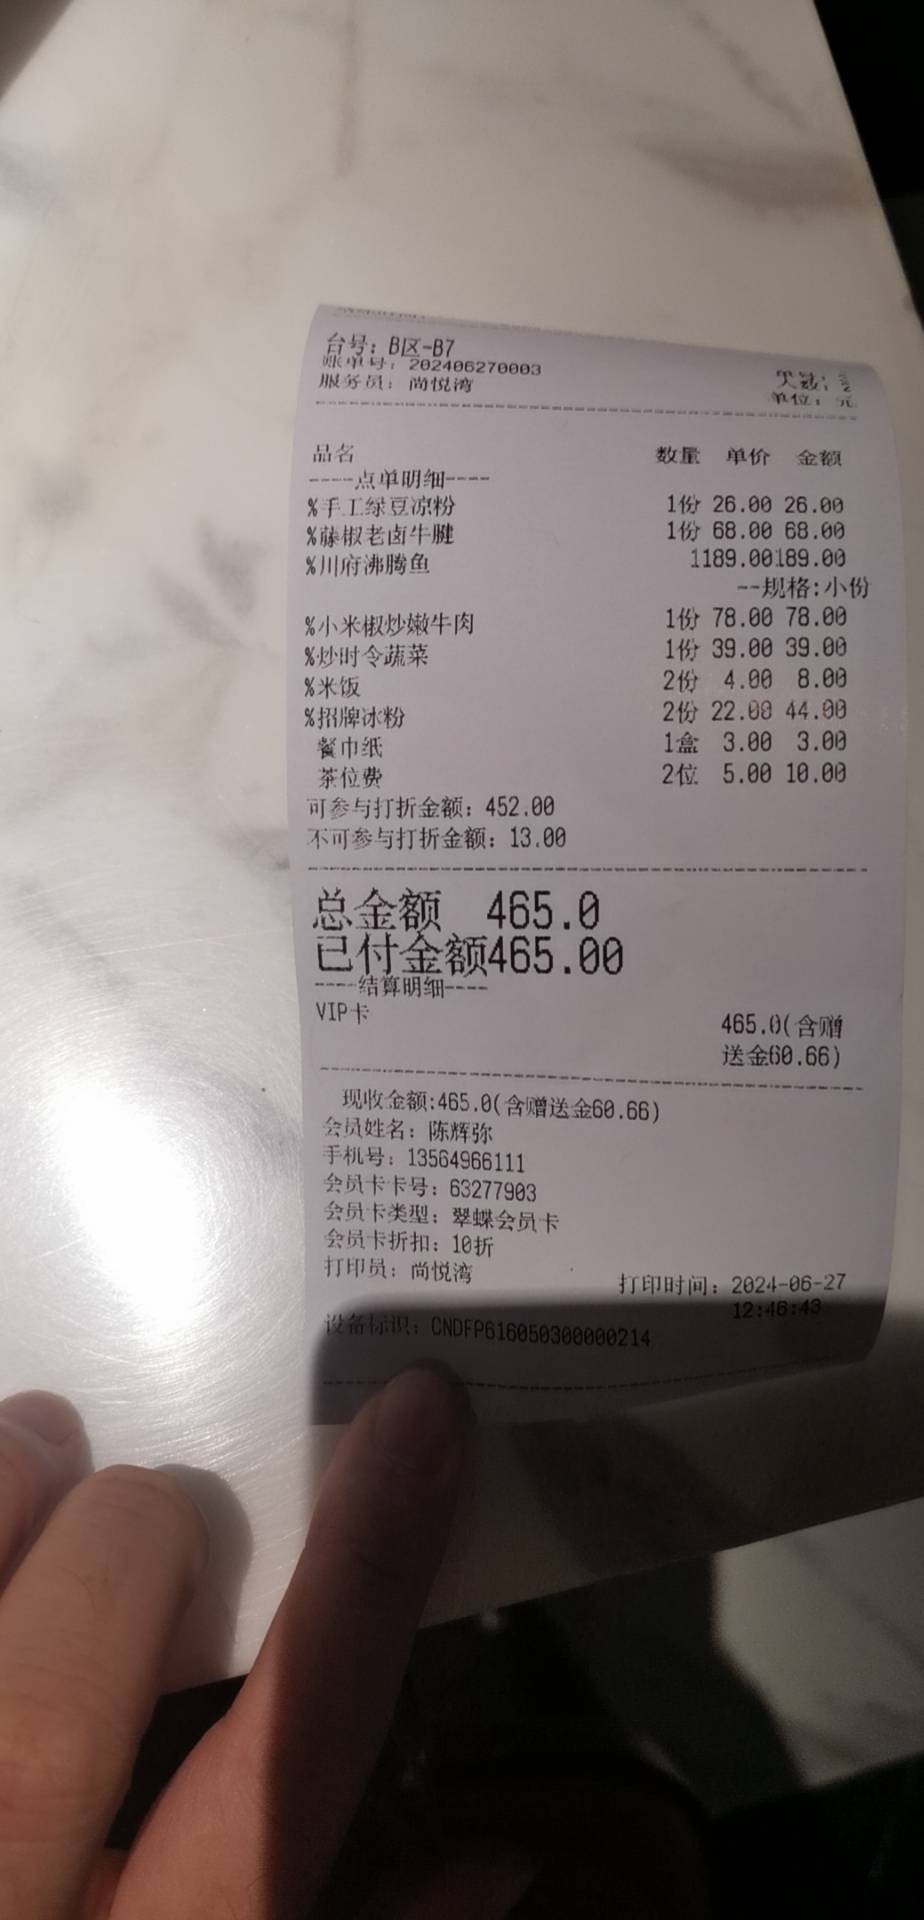 台号: B区-B7
账单号: 202406270003
服务员: 尚悦湾
人数: 2
单位: 元
品名 数量 单价 金额
----点单明细----
%手工绿豆凉粉 1份 26.00 26.00
%藤椒老卤牛腱 1份 68.00 68.00
%川府沸腾鱼 1189.00189.00
--规格:小份
%小米椒炒嫩牛肉 1份 78.00 78.00
%炒时令蔬菜 1份 39.00 39.00
%米饭 2份 4.00 8.00
%招牌冰粉 2份 22.00 44.00
餐巾纸 1盒 3.00 3.00
茶位费 2位 5.00 10.00
可参与打折金额: 452.00
不可参与打折金额: 13.00
总金额 465.0
已付金额465.00
----结算明细----
VIP卡 465.0(含赠
送金60.66)
现收金额:465.0(含赠送金60.66)
会员姓名: 陈辉弥
手机号: 13564966111
会员卡卡号: 63277903
会员卡类型: 翠蝶会员卡
会员卡折扣: 10折
打印员: 尚悦湾
打印时间: 2024-06-27
12:46:43
设备标识: CNDFP616050300000214